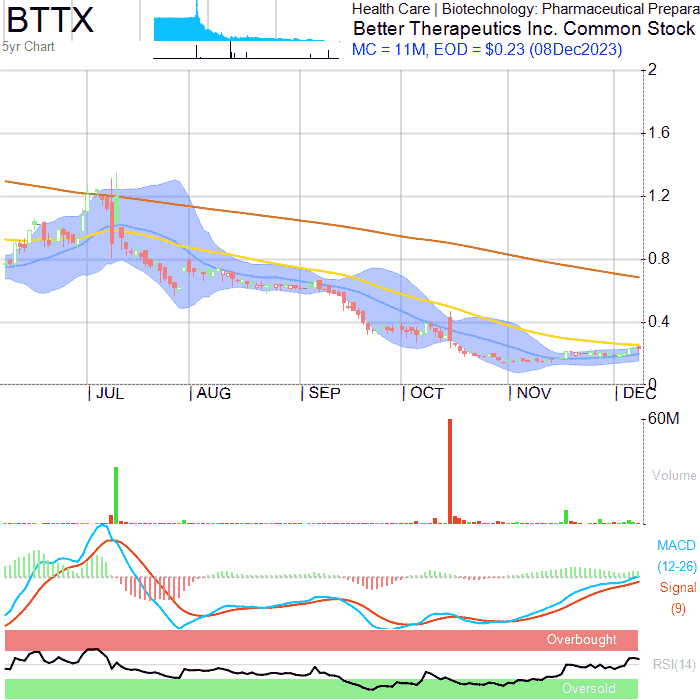 BTTX
5yr Chart
Health Care | Biotechnology: Pharmaceutical Prepara
Better Therapeutics Inc. Common Stock
MC = 11M, EOD = $0.23 (08Dec2023)
2
1.6
1.2
0.8
0.4
0
JUL AUG SEP OCT NOV DEC
60M
Volume
MACD
(12-26)
Signal
(9)
Overbought
RSI(14)
Oversold